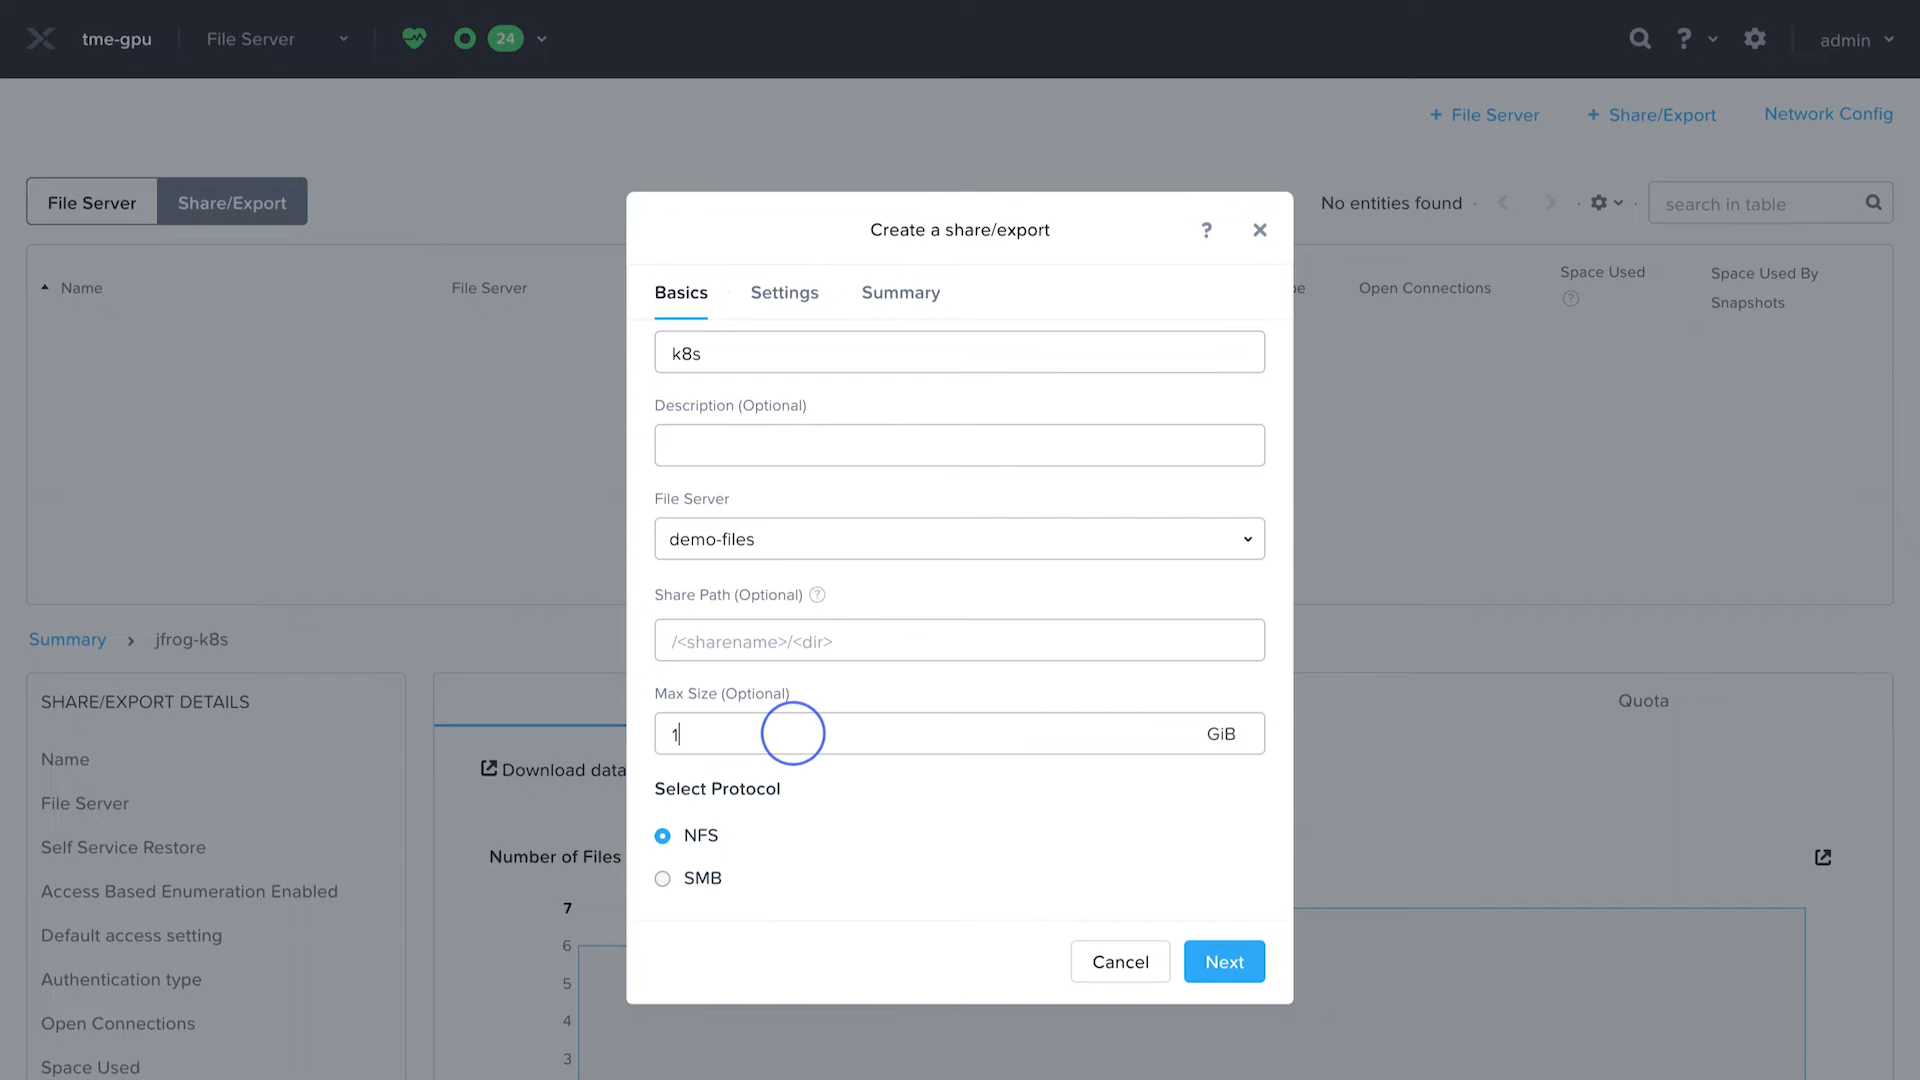 tme-gpu
File Server
24
?
admin
+ File Server
+ Share/Export
Network Config
File Server
Share/Export
No entities found
search in table
Name
File Server
pe
Open Connections
Space Used
?
Space Used By
Snapshots
Create a share/export
?
Basics
Settings
Summary
k8s
Description (Optional)
File Server
demo-files
Share Path (Optional) ?
/<sharename>/<dir>
Max Size (Optional)
1
GiB
Select Protocol
NFS
SMB
Cancel
Next
Summary
jfrog-k8s
SHARE/EXPORT DETAILS
Name
File Server
Self Service Restore
Access Based Enumeration Enabled
Default access setting
Authentication type
Open Connections
Space Used
Quota
Download data
Number of Files
7
6
5
4
3